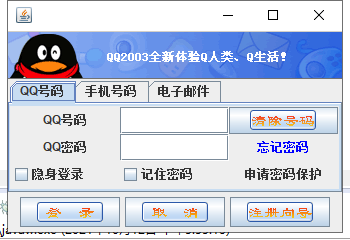 QQ2003全新体验Q人类、Q生活!
QQ号码 手机号码 电子邮件
QQ号码 清除号码
QQ密码 忘记密码
隐身登录 记住密码 申请密码保护
登 录 取 消 注册向导